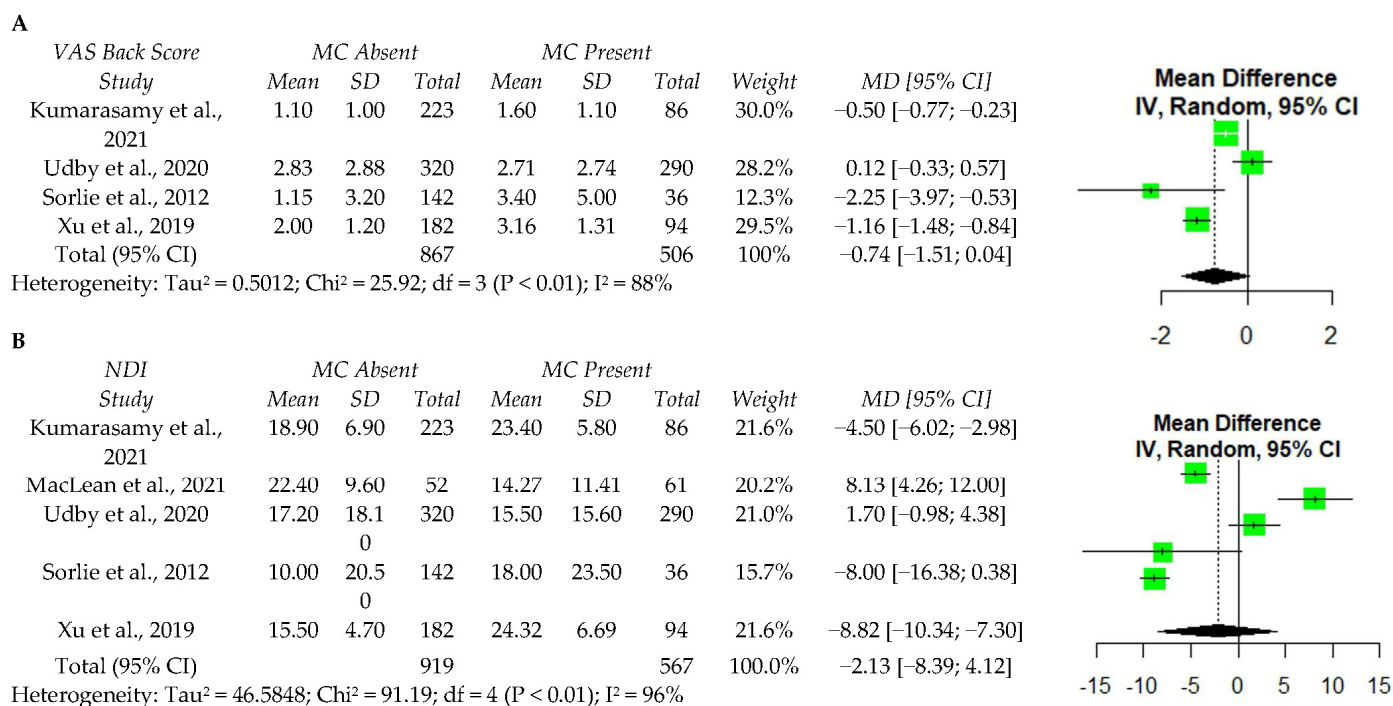 A
VAS Back Score MC Absent MC Present
Study Mean SD Total Mean SD Total Weight MD [95% CI]
Kumarasamy et al., 1.10 1.00 223 1.60 1.10 86 30.0% −0.50 [−0.77; −0.23]
2021
Udby et al., 2020 2.83 2.88 320 2.71 2.74 290 28.2% 0.12 [−0.33; 0.57]
Sorlie et al., 2012 1.15 3.20 142 3.40 5.00 36 12.3% −2.25 [−3.97; −0.53]
Xu et al., 2019 2.00 1.20 182 3.16 1.31 94 29.5% −1.16 [−1.48; −0.84]
Total (95% CI) 867 506 100% −0.74 [−1.51; 0.04]
Heterogeneity: Tau² = 0.5012; Chi² = 25.92; df = 3 (P < 0.01); I² = 88%
Mean Difference
IV, Random, 95% CI
-2 0 2
B
NDI MC Absent MC Present
Study Mean SD Total Mean SD Total Weight MD [95% CI]
Kumarasamy et al., 18.90 6.90 223 23.40 5.80 86 21.6% −4.50 [−6.02; −2.98]
2021
MacLean et al., 2021 22.40 9.60 52 14.27 11.41 61 20.2% 8.13 [4.26; 12.00]
Udby et al., 2020 17.20 18.1 320 15.50 15.60 290 21.0% 1.70 [−0.98; 4.38]
0
Sorlie et al., 2012 10.00 20.5 142 18.00 23.50 36 15.7% −8.00 [−16.38; 0.38]
0
Xu et al., 2019 15.50 4.70 182 24.32 6.69 94 21.6% −8.82 [−10.34; −7.30]
Total (95% CI) 919 567 100.0% −2.13 [−8.39; 4.12]
Heterogeneity: Tau² = 46.5848; Chi² = 91.19; df = 4 (P < 0.01); I² = 96%
Mean Difference
IV, Random, 95% CI
-15 -10 -5 0 5 10 15